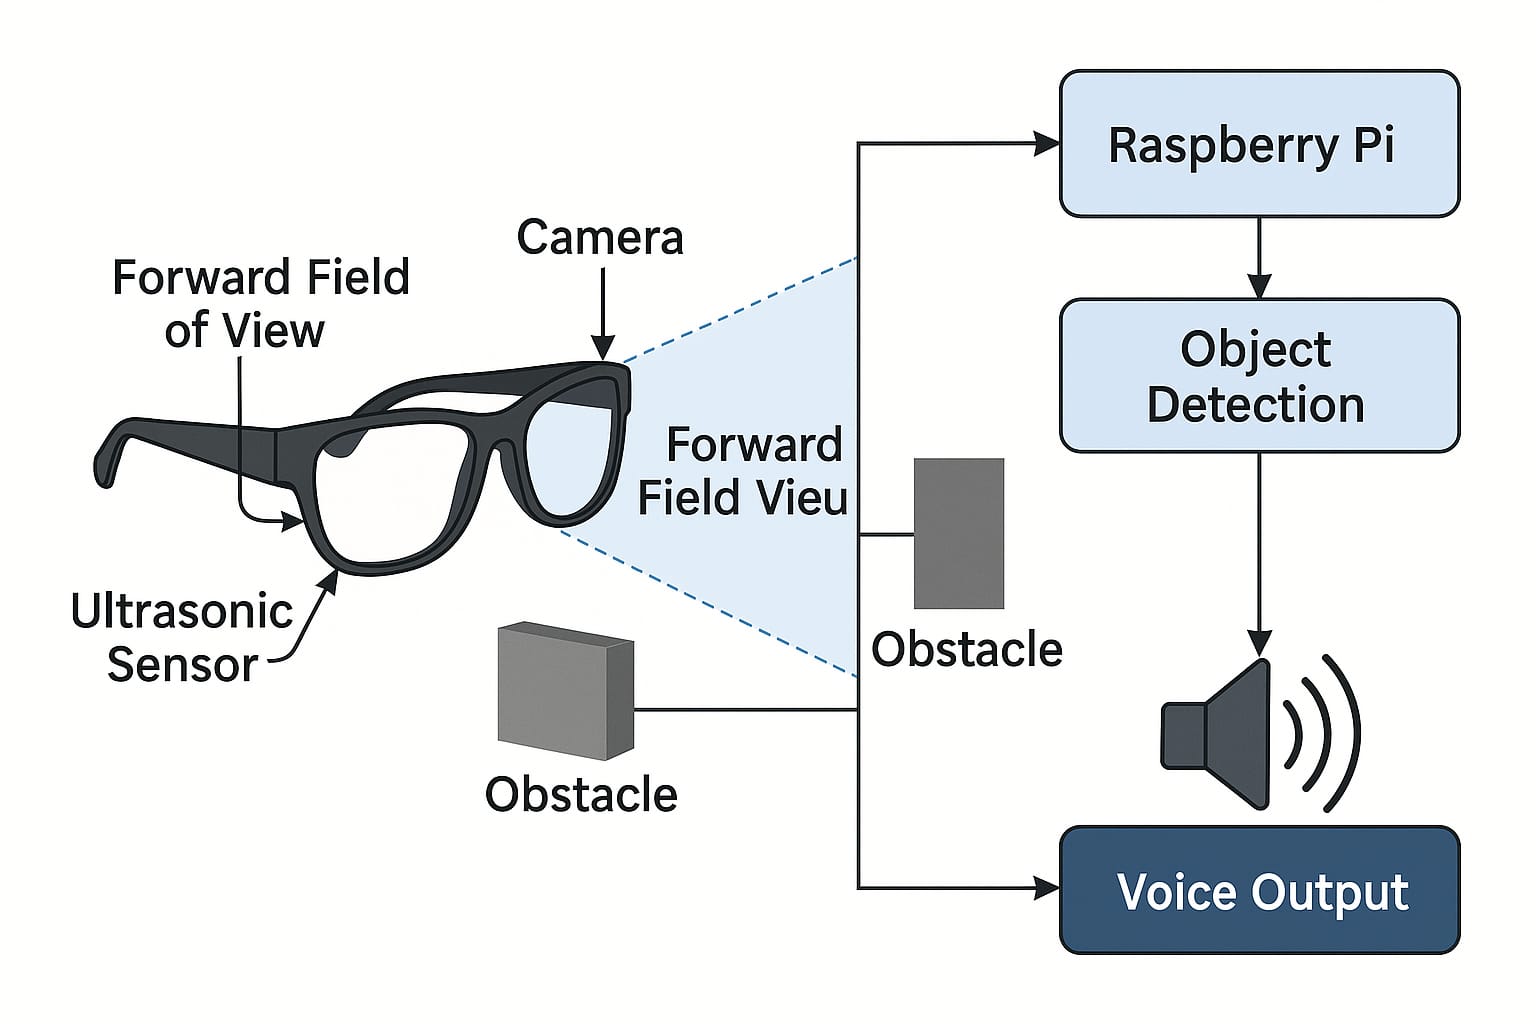 Forward Field
of View
Camera
Ultrasonic
Sensor
Forward
Field Vieu
Obstacle
Obstacle
Raspberry Pi
Object
Detection
Voice Output